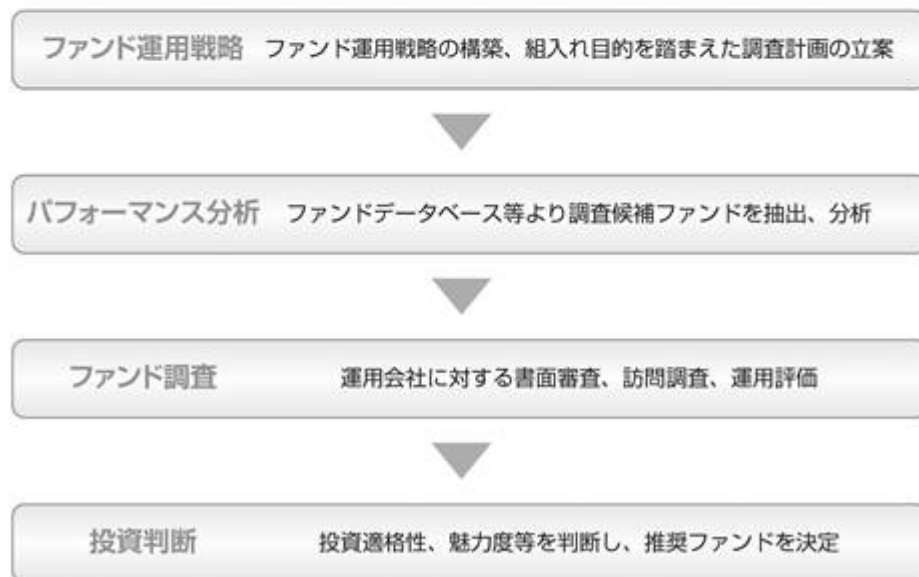 ファンド運用戦略 ファンド運用戦略の構築、組入れ目的を踏まえた調査計画の立案
パフォーマンス分析 ファンドデータベース等より調査候補ファンドを抽出、分析
ファンド調査 運用会社に対する書面審査、訪問調査、運用評価
投資判断 投資適格性、魅力度等を判断し、推奨ファンドを決定